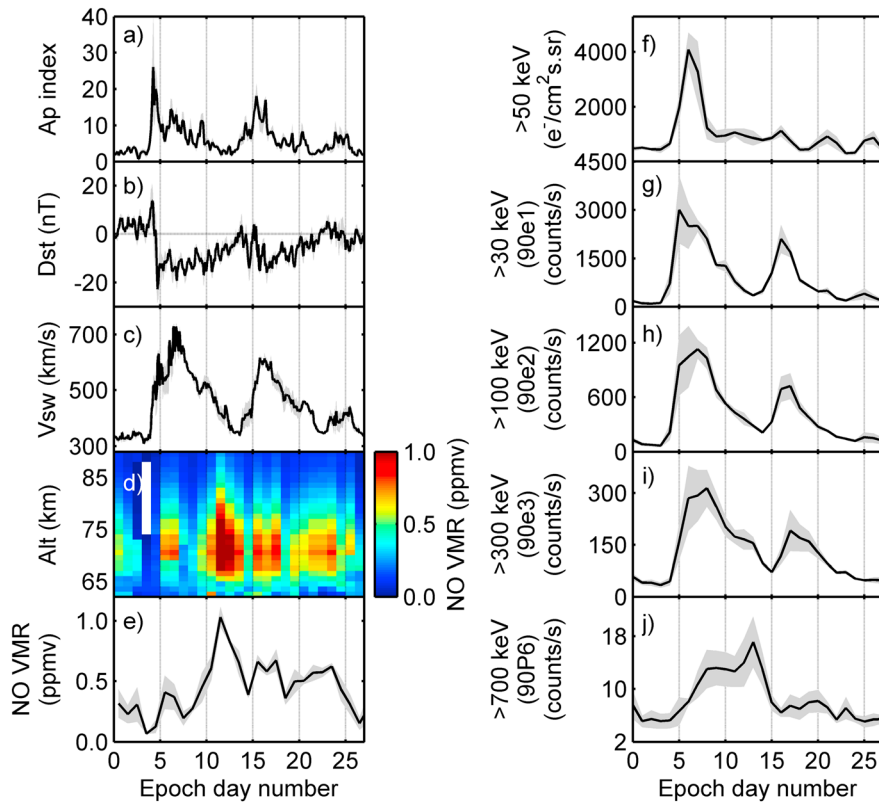 a)
Ap index
40
30
20
10
0
b)
Dst (nT)
20
0
-20
c)
Vsw (km/s)
700
500
300
d)
Alt (km)
85
75
65
NO VMR (ppmv)
1.0
0.5
0.0
e)
NO VMR
(ppmv)
1.0
0.5
0.0
0 5 10 15 20 25
Epoch day number
f)
>50 keV
(e⁻/cm²s.sr)
4000
2000
0
g)
>30 keV
(90e1)
(counts/s)
4500
3000
1500
0
h)
>100 keV
(90e2)
(counts/s)
1200
600
0
i)
>300 keV
(90e3)
(counts/s)
300
150
0
j)
>700 keV
(90P6)
(counts/s)
18
10
2
0 5 10 15 20 25
Epoch day number